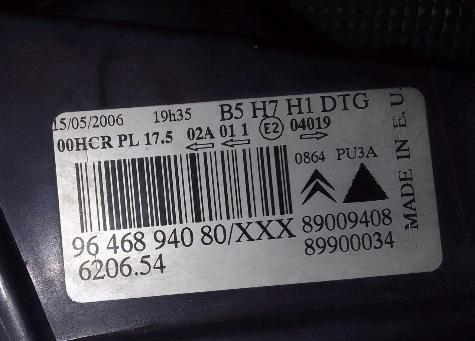 15/05/2006 19h35 B5 H7 H1 DTG
00HCR PL 17.5 02A 01 1 E2 04019
0864 PU3A
MADE IN E.U.
96 468 940 80/XXX 89009408
6206.54 89900034